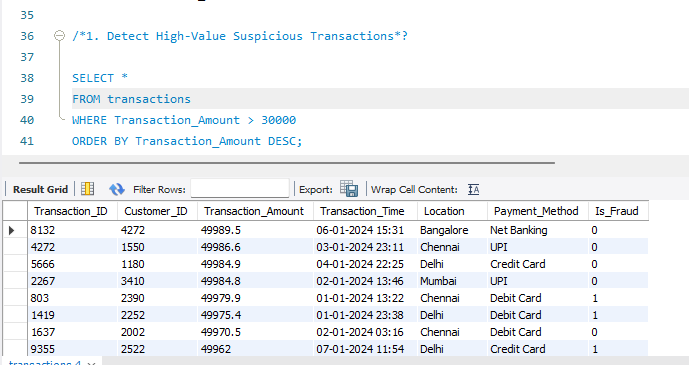 35
36 /*1. Detect High-Value Suspicious Transactions*?
37
38 SELECT *
39 FROM transactions
40 WHERE Transaction_Amount > 30000
41 ORDER BY Transaction_Amount DESC;
Result Grid Filter Rows: Export: Wrap Cell Content:
Transaction_ID Customer_ID Transaction_Amount Transaction_Time Location Payment_Method Is_Fraud
8132 4272 49989.5 06-01-2024 15:31 Bangalore Net Banking 0
4272 1550 49986.6 03-01-2024 23:11 Chennai UPI 0
5666 1180 49984.9 04-01-2024 22:25 Delhi Credit Card 0
2267 3410 49984.8 02-01-2024 13:46 Mumbai UPI 0
803 2390 49979.9 01-01-2024 13:22 Chennai Debit Card 1
1419 2252 49975.4 01-01-2024 23:38 Delhi Debit Card 1
1637 2002 49970.5 02-01-2024 03:16 Chennai Debit Card 0
9355 2522 49962 07-01-2024 11:54 Delhi Credit Card 1
transactions 4